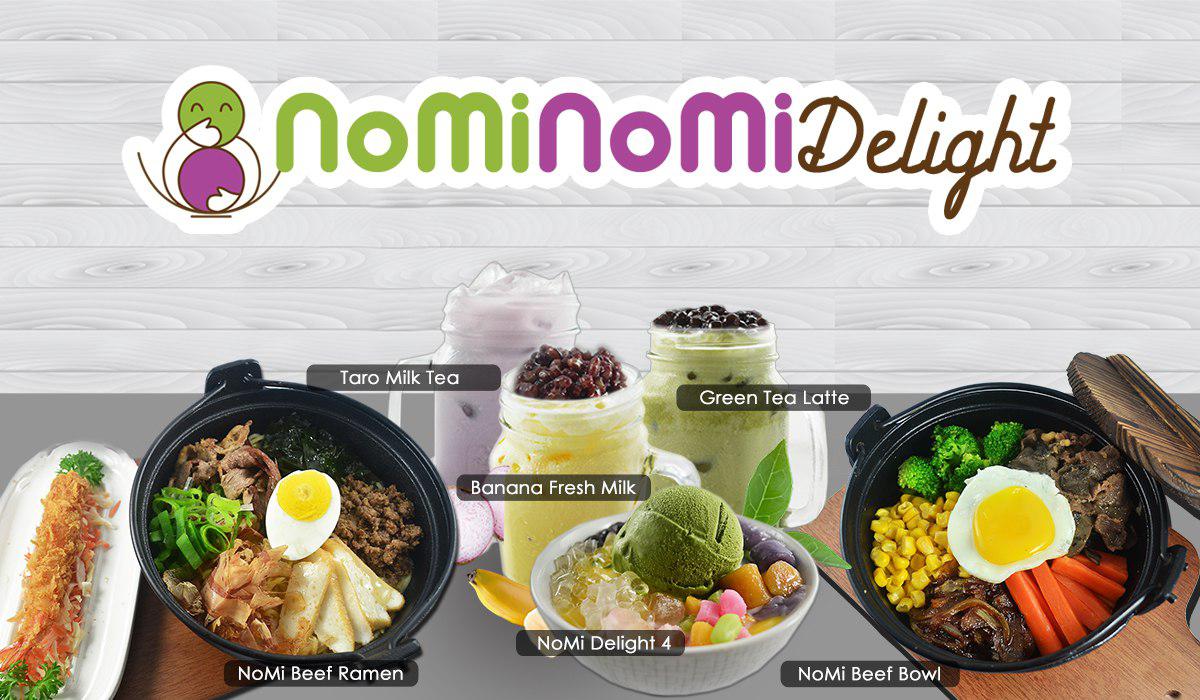 NoMiNoMi Delight
Taro Milk Tea
Green Tea Latte
Banana Fresh Milk
NoMi Delight 4
NoMi Beef Ramen
NoMi Beef Bowl